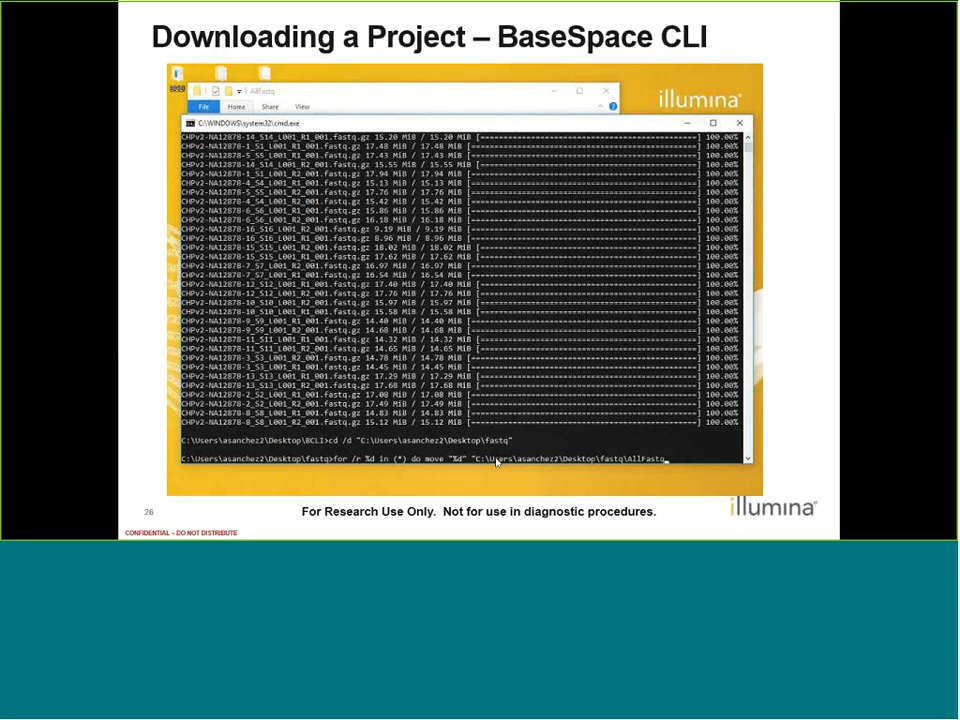 Downloading a Project – BaseSpace CLI
AllFastq
illumina
File Home Share View
C:\WINDOWS\system32\cmd.exe
CHPv2-NA12878-14_S14_L001_R1_001.fastq.gz 15.20 MiB / 15.20 MiB [====================================] 100.00%
CHPv2-NA12878-1_S1_L001_R1_001.fastq.gz 17.48 MiB / 17.48 MiB [====================================] 100.00%
CHPv2-NA12878-5_S5_L001_R1_001.fastq.gz 17.43 MiB / 17.43 MiB [====================================] 100.00%
CHPv2-NA12878-14_S14_L001_R2_001.fastq.gz 15.55 MiB / 15.55 MiB [====================================] 100.00%
CHPv2-NA12878-1_S1_L001_R2_001.fastq.gz 17.94 MiB / 17.94 MiB [====================================] 100.00%
CHPv2-NA12878-4_S4_L001_R1_001.fastq.gz 15.13 MiB / 15.13 MiB [====================================] 100.00%
CHPv2-NA12878-5_S5_L001_R2_001.fastq.gz 17.76 MiB / 17.76 MiB [====================================] 100.00%
CHPv2-NA12878-4_S4_L001_R2_001.fastq.gz 15.42 MiB / 15.42 MiB [====================================] 100.00%
CHPv2-NA12878-6_S6_L001_R1_001.fastq.gz 15.86 MiB / 15.86 MiB [====================================] 100.00%
CHPv2-NA12878-6_S6_L001_R2_001.fastq.gz 16.18 MiB / 16.18 MiB [====================================] 100.00%
CHPv2-NA12878-16_S16_L001_R2_001.fastq.gz 9.19 MiB / 9.19 MiB [====================================] 100.00%
CHPv2-NA12878-16_S16_L001_R1_001.fastq.gz 8.96 MiB / 8.96 MiB [====================================] 100.00%
CHPv2-NA12878-15_S15_L001_R2_001.fastq.gz 18.02 MiB / 18.02 MiB [====================================] 100.00%
CHPv2-NA12878-15_S15_L001_R1_001.fastq.gz 17.62 MiB / 17.62 MiB [====================================] 100.00%
CHPv2-NA12878-7_S7_L001_R2_001.fastq.gz 16.97 MiB / 16.97 MiB [====================================] 100.00%
CHPv2-NA12878-7_S7_L001_R1_001.fastq.gz 16.54 MiB / 16.54 MiB [====================================] 100.00%
CHPv2-NA12878-12_S12_L001_R1_001.fastq.gz 17.40 MiB / 17.40 MiB [====================================] 100.00%
CHPv2-NA12878-12_S12_L001_R2_001.fastq.gz 17.76 MiB / 17.76 MiB [====================================] 100.00%
CHPv2-NA12878-10_S10_L001_R2_001.fastq.gz 15.97 MiB / 15.97 MiB [====================================] 100.00%
CHPv2-NA12878-10_S10_L001_R1_001.fastq.gz 15.58 MiB / 15.58 MiB [====================================] 100.00%
CHPv2-NA12878-9_S9_L001_R1_001.fastq.gz 14.40 MiB / 14.40 MiB [====================================] 100.00%
CHPv2-NA12878-9_S9_L001_R2_001.fastq.gz 14.68 MiB / 14.68 MiB [====================================] 100.00%
CHPv2-NA12878-11_S11_L001_R1_001.fastq.gz 14.32 MiB / 14.32 MiB [====================================] 100.00%
CHPv2-NA12878-11_S11_L001_R2_001.fastq.gz 14.65 MiB / 14.65 MiB [====================================] 100.00%
CHPv2-NA12878-3_S3_L001_R2_001.fastq.gz 14.78 MiB / 14.78 MiB [====================================] 100.00%
CHPv2-NA12878-3_S3_L001_R1_001.fastq.gz 14.45 MiB / 14.45 MiB [====================================] 100.00%
CHPv2-NA12878-13_S13_L001_R1_001.fastq.gz 17.29 MiB / 17.29 MiB [====================================] 100.00%
CHPv2-NA12878-13_S13_L001_R2_001.fastq.gz 17.68 MiB / 17.68 MiB [====================================] 100.00%
CHPv2-NA12878-2_S2_L001_R1_001.fastq.gz 17.08 MiB / 17.08 MiB [====================================] 100.00%
CHPv2-NA12878-2_S2_L001_R2_001.fastq.gz 17.49 MiB / 17.49 MiB [====================================] 100.00%
CHPv2-NA12878-8_S8_L001_R1_001.fastq.gz 14.83 MiB / 14.83 MiB [====================================] 100.00%
CHPv2-NA12878-8_S8_L001_R2_001.fastq.gz 15.12 MiB / 15.12 MiB [====================================] 100.00%
C:\Users\asanchez2\Desktop\BCLI>cd /d "C:\Users\asanchez2\Desktop\fastq"
C:\Users\asanchez2\Desktop\fastq>for /r %d in (*) do move "%d" "C:\Users\asanchez2\Desktop\fastq\AllFastq_
26
For Research Use Only. Not for use in diagnostic procedures.
illumina
CONFIDENTIAL – DO NOT DISTRIBUTE